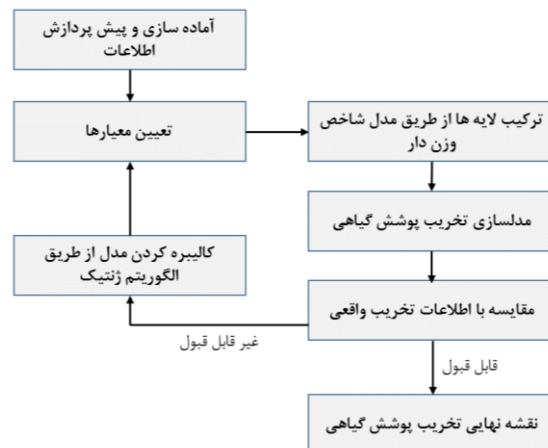 آماده سازی و پیش پردازش
اطلاعات
تعیین معیارها
ترکیب لایه ها از طریق مدل شاخص
وزن دار
مدلسازی تخریب پوشش گیاهی
کالیبره کردن مدل از طریق
الگوریتم ژنتیک
مقایسه با اطلاعات تخریب واقعی
غیر قابل قبول
قابل قبول
نقشه نهایی تخریب پوشش گیاهی